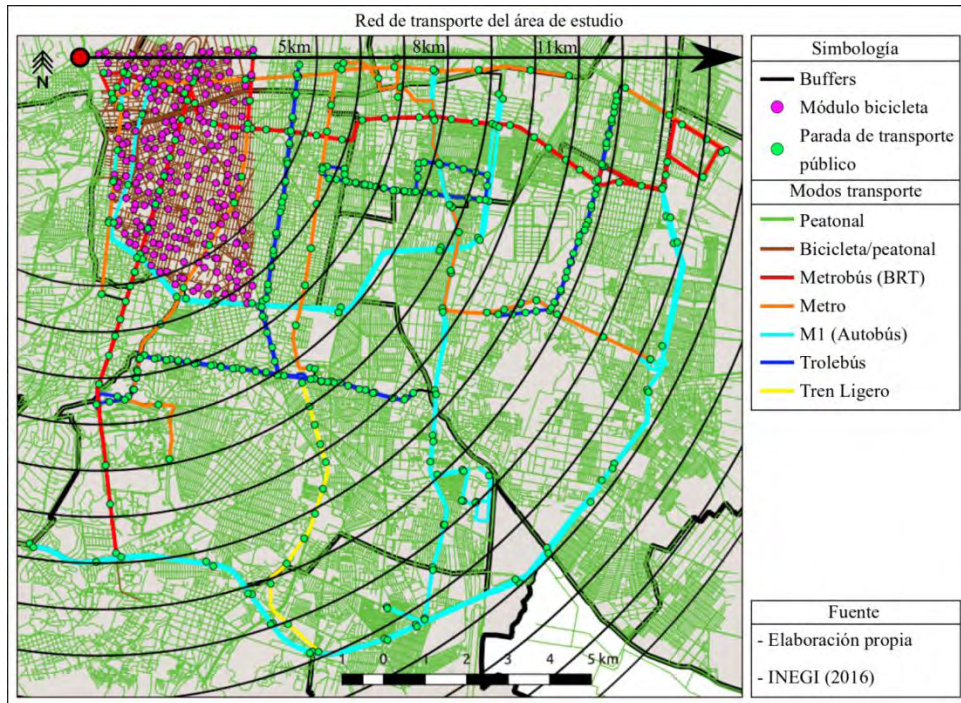 Red de transporte del área de estudio
5km
8km
11km
N
Simbología
Buffers
Módulo bicicleta
Parada de transporte
público
Modos transporte
Peatonal
Bicicleta/peatonal
Metrobús (BRT)
Metro
M1 (Autobús)
Trolebús
Tren Ligero
1 0 1 2 3 4 5 km
Fuente
- Elaboración propia
- INEGI (2016)